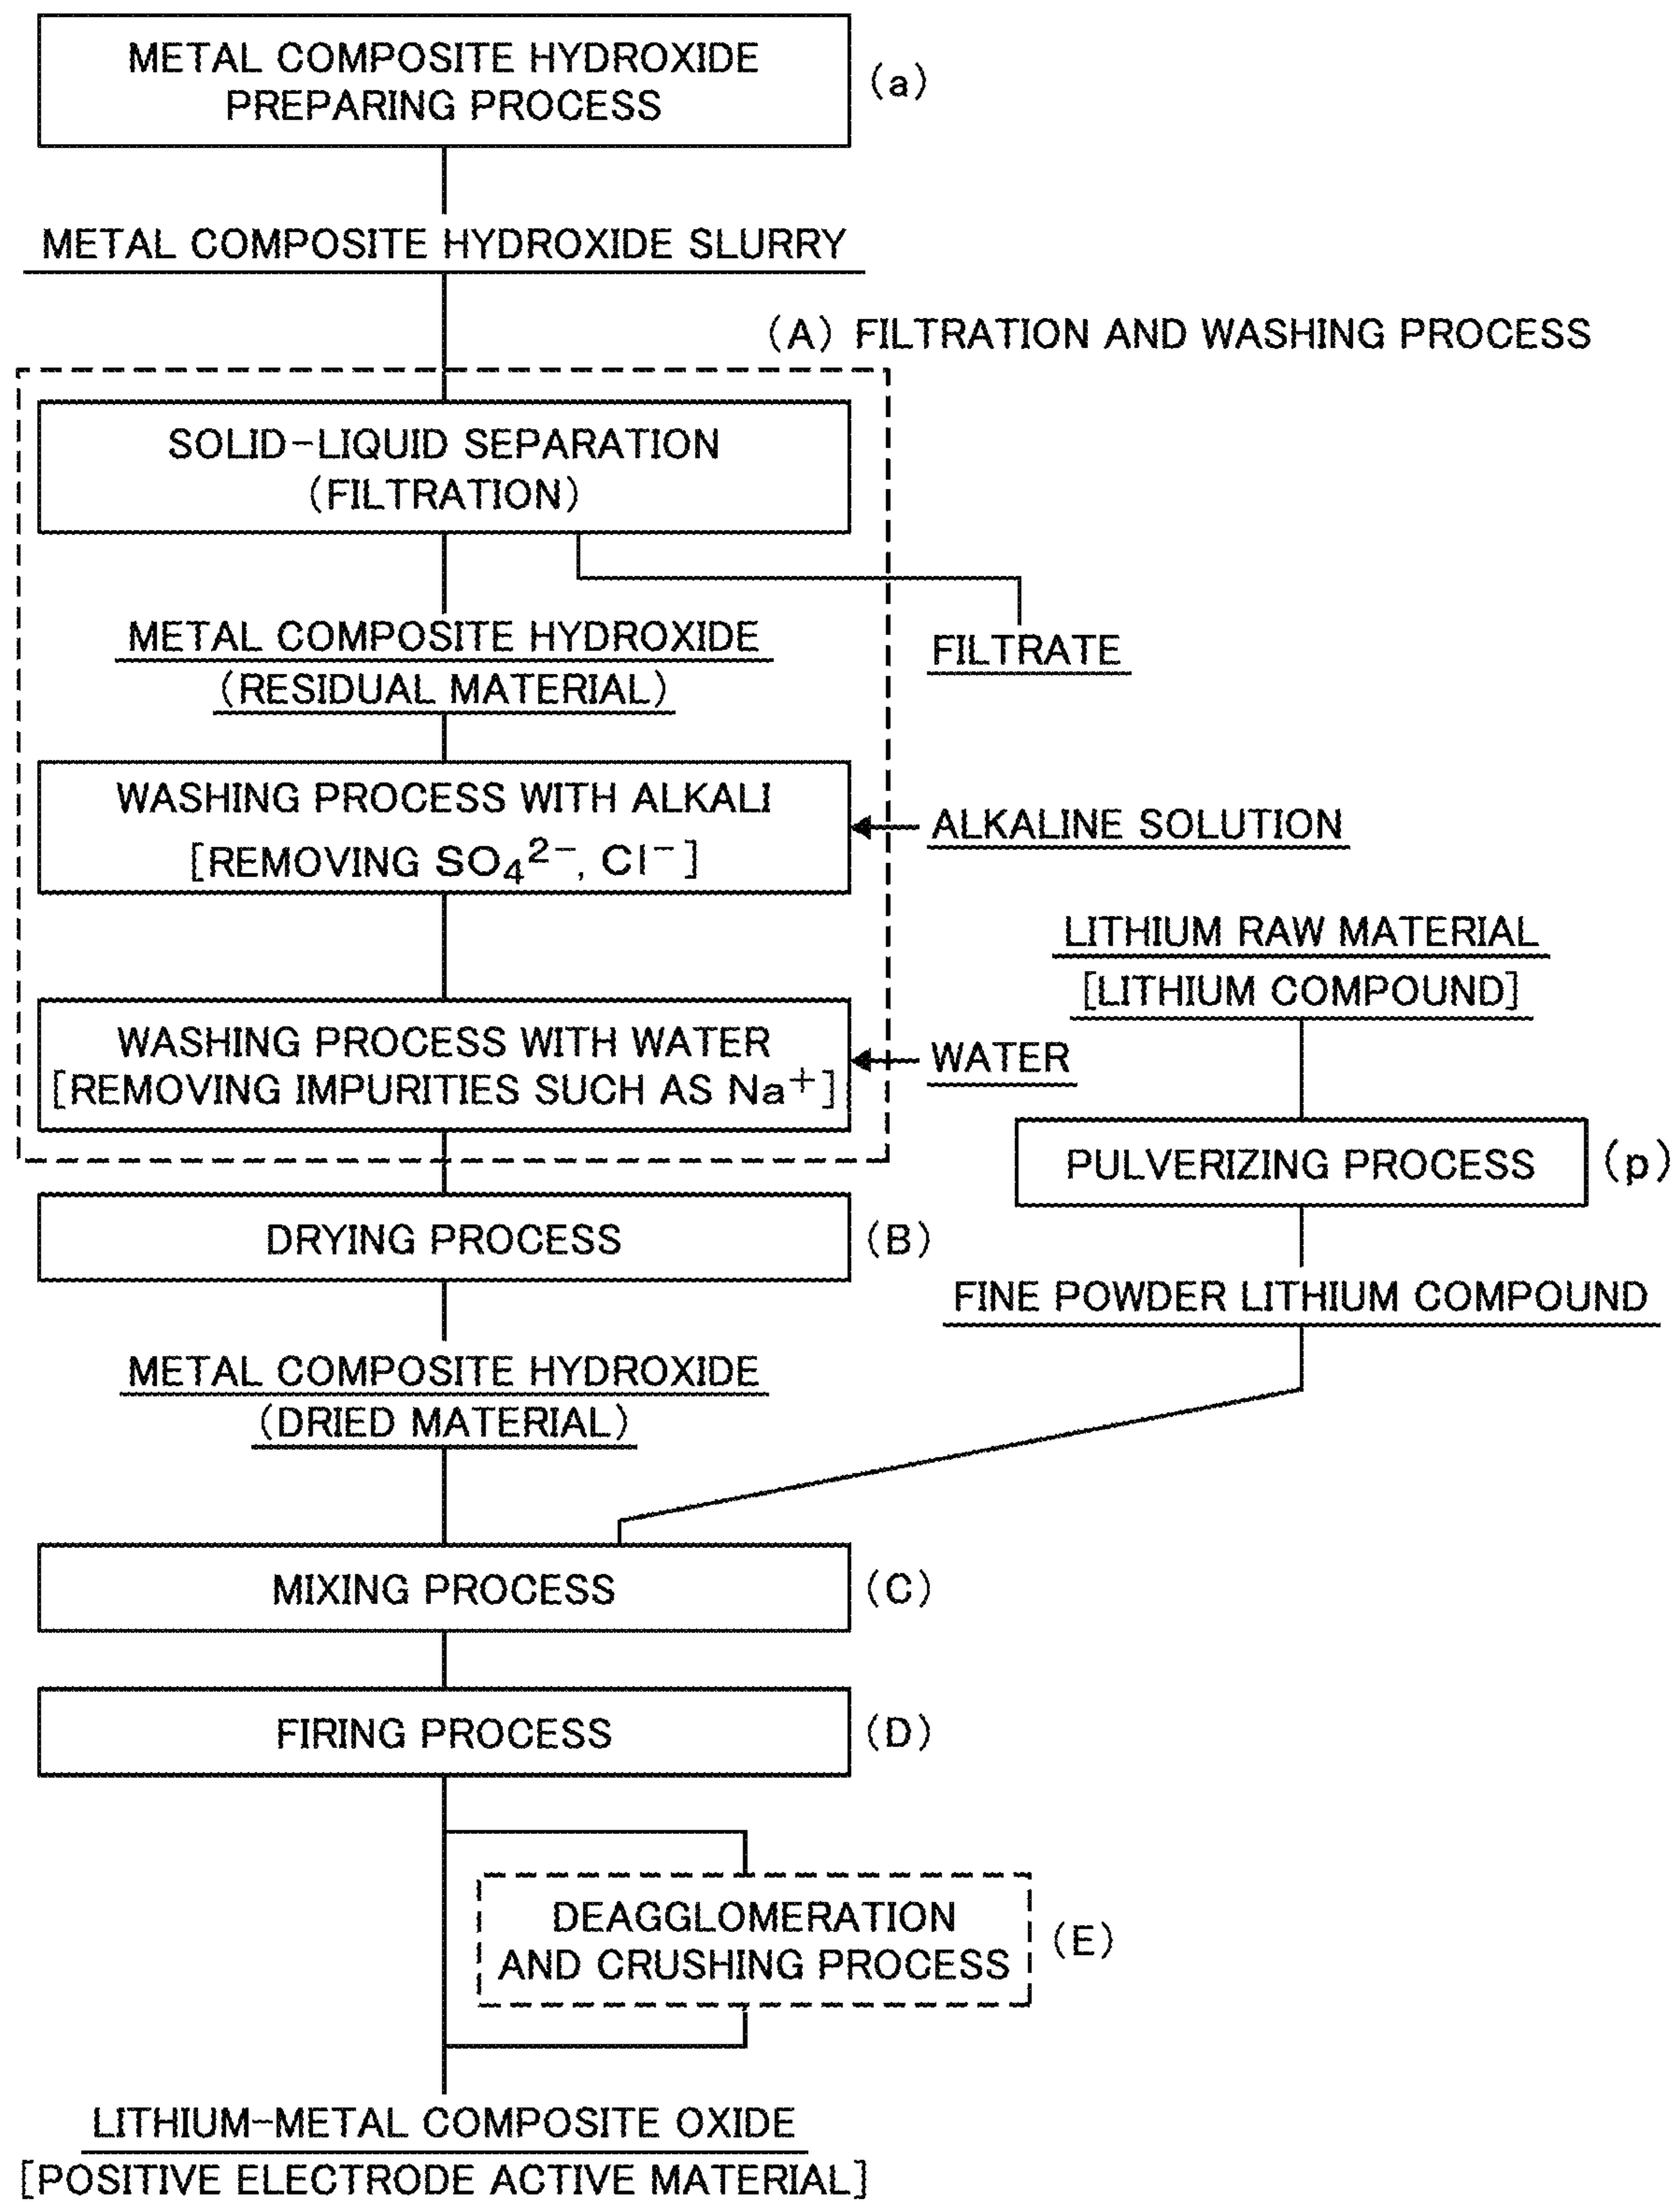 METAL COMPOSITE HYDROXIDE
PREPARING PROCESS
(a)
METAL COMPOSITE HYDROXIDE SLURRY
(A) FILTRATION AND WASHING PROCESS
SOLID-LIQUID SEPARATION
(FILTRATION)
METAL COMPOSITE HYDROXIDE
(RESIDUAL MATERIAL)
FILTRATE
WASHING PROCESS WITH ALKALI
[REMOVING SO₄²⁻, Cl⁻]
ALKALINE SOLUTION
WASHING PROCESS WITH WATER
[REMOVING IMPURITIES SUCH AS Na⁺]
WATER
LITHIUM RAW MATERIAL
[LITHIUM COMPOUND]
PULVERIZING PROCESS
(p)
DRYING PROCESS
(B)
FINE POWDER LITHIUM COMPOUND
METAL COMPOSITE HYDROXIDE
(DRIED MATERIAL)
MIXING PROCESS
(C)
FIRING PROCESS
(D)
DEAGGLOMERATION
AND CRUSHING PROCESS
(E)
LITHIUM-METAL COMPOSITE OXIDE
[POSITIVE ELECTRODE ACTIVE MATERIAL]